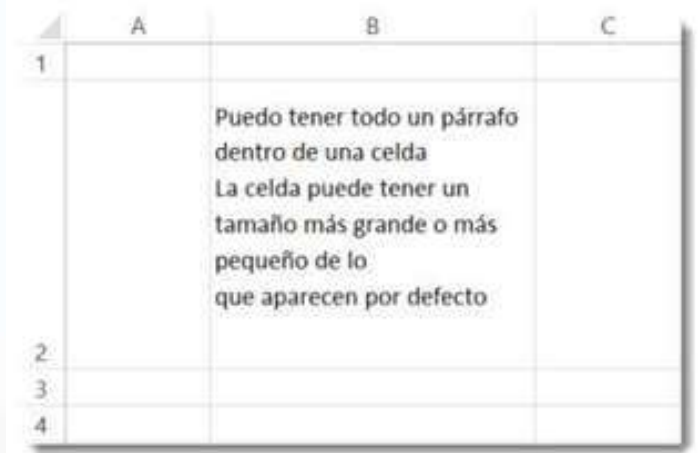 A B C
1
Puedo tener todo un párrafo
dentro de una celda
La celda puede tener un
tamaño más grande o más
pequeño de lo
que aparecen por defecto
2
3
4